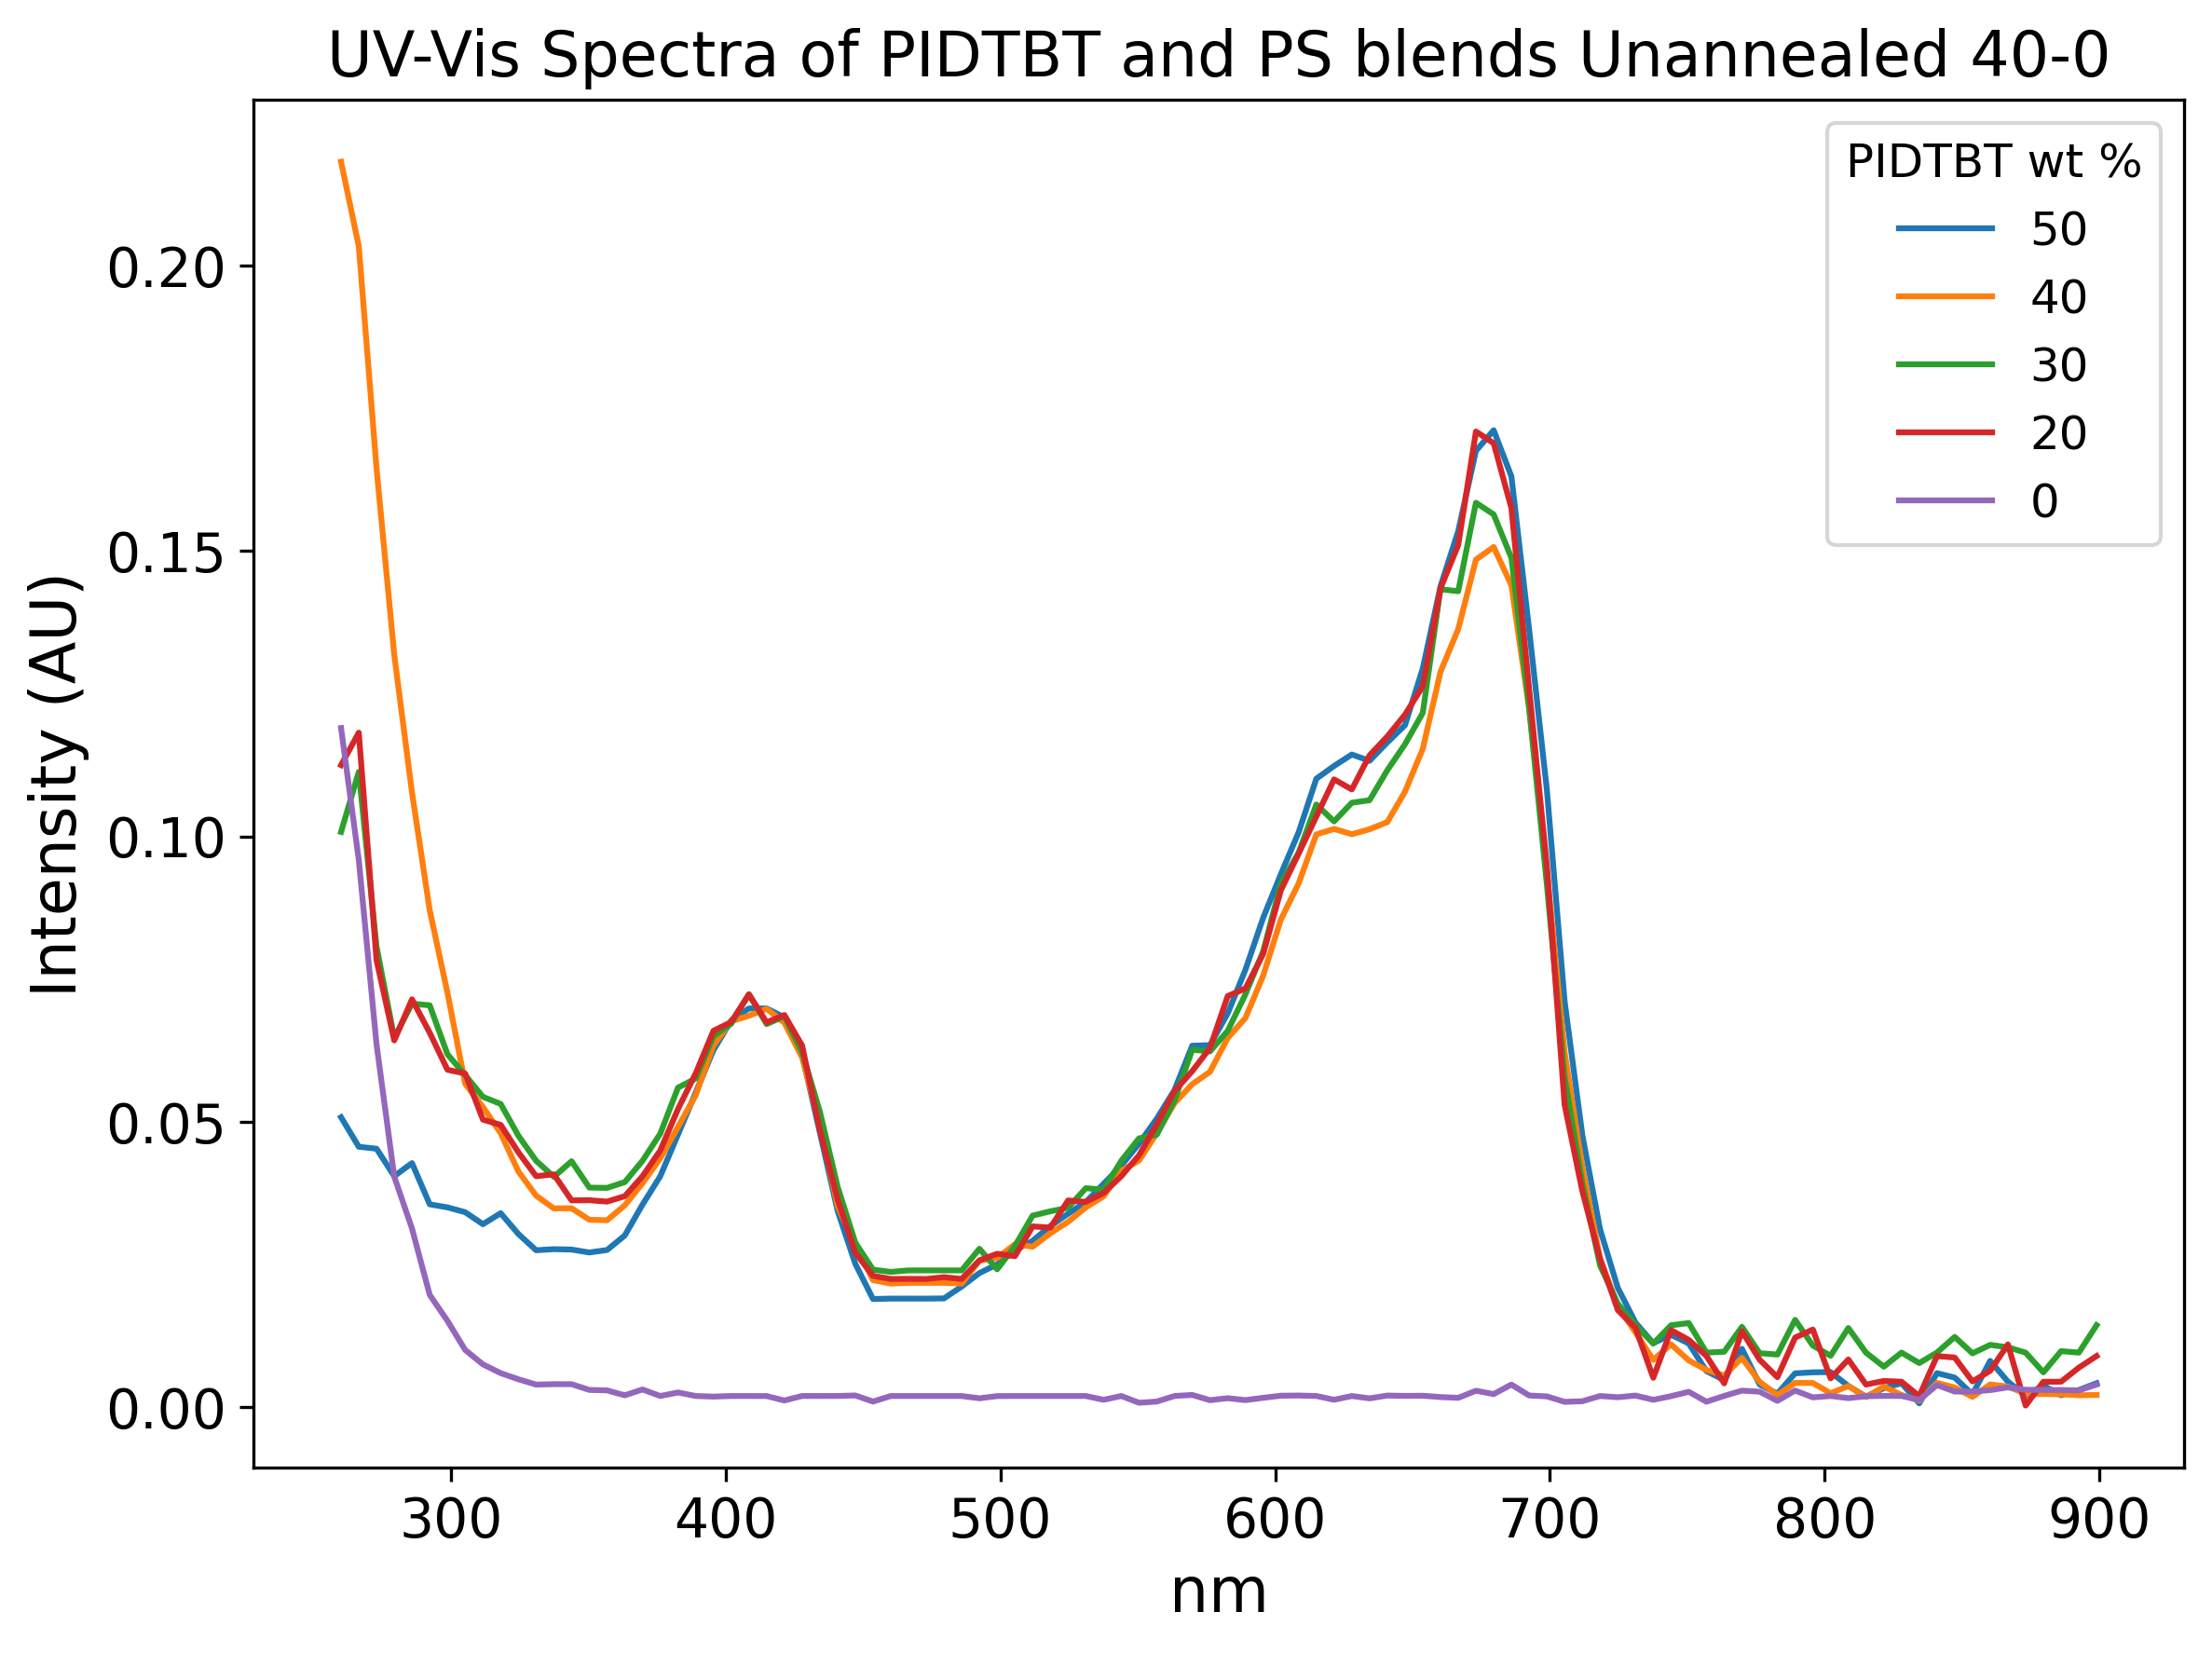 UV-Vis Spectra of PIDTBT and PS blends Unannealed 40-0
PIDTBT wt %
50
40
30
20
0
Intensity (AU)
0.20
0.15
0.10
0.05
0.00
300 400 500 600 700 800 900
nm